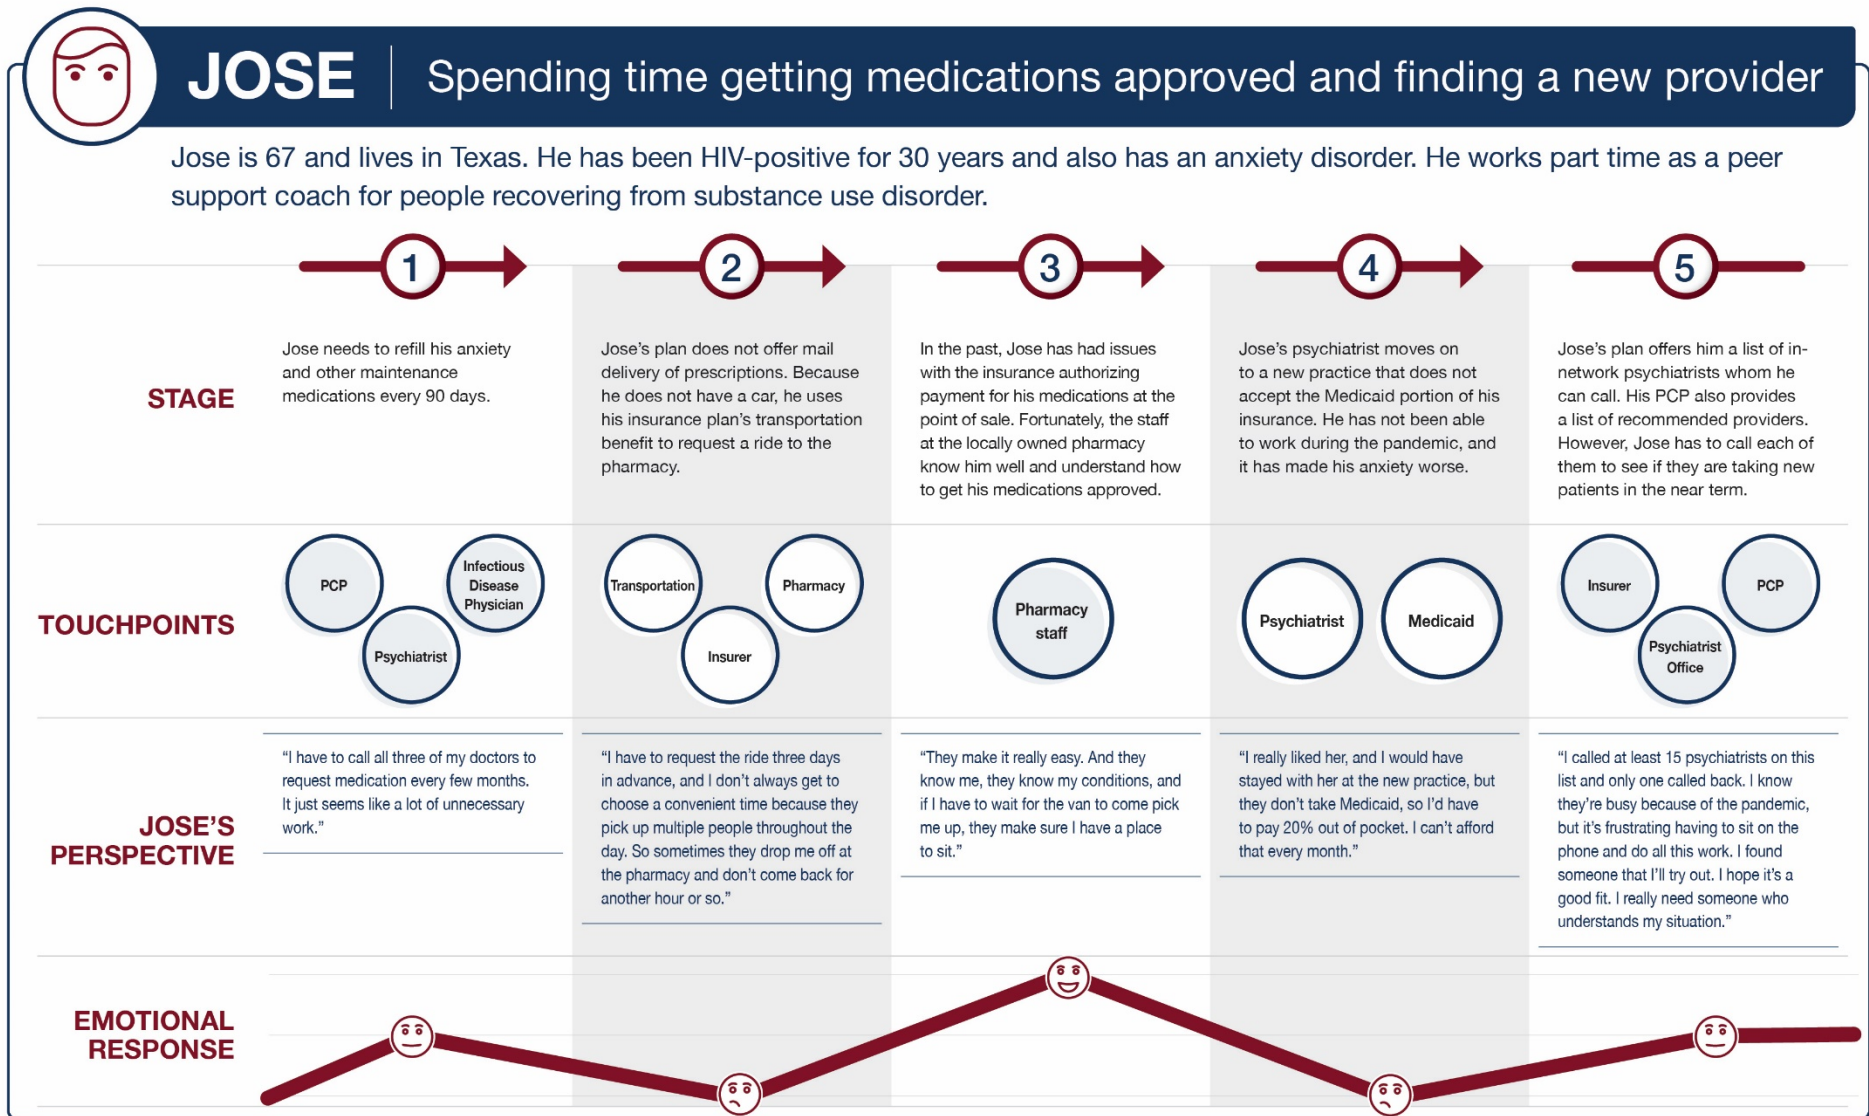 JOSE
Spending time getting medications approved and finding a new provider
Jose is 67 and lives in Texas. He has been HIV-positive for 30 years and also has an anxiety disorder. He works part time as a peer
support coach for people recovering from substance use disorder.
1
2
3
4
5
STAGE
Jose needs to refill his anxiety
and other maintenance
medications every 90 days.
Jose’s plan does not offer mail
delivery of prescriptions. Because
he does not have a car, he uses
his insurance plan’s transportation
benefit to request a ride to the
pharmacy.
In the past, Jose has had issues
with the insurance authorizing
payment for his medications at the
point of sale. Fortunately, the staff
at the locally owned pharmacy
know him well and understand how
to get his medications approved.
Jose’s psychiatrist moves on
to a new practice that does not
accept the Medicaid portion of his
insurance. He has not been able
to work during the pandemic, and
it has made his anxiety worse.
Jose’s plan offers him a list of in-
network psychiatrists whom he
can call. His PCP also provides
a list of recommended providers.
However, Jose has to call each of
them to see if they are taking new
patients in the near term.
TOUCHPOINTS
PCP
Infectious
Disease
Physician
Psychiatrist
Transportation
Pharmacy
Insurer
Pharmacy
staff
Psychiatrist
Medicaid
Insurer
PCP
Psychiatrist
Office
JOSE’S
PERSPECTIVE
“I have to call all three of my doctors to
request medication every few months.
It just seems like a lot of unnecessary
work.”
“I have to request the ride three days
in advance, and I don’t always get to
choose a convenient time because they
pick up multiple people throughout the
day. So sometimes they drop me off at
the pharmacy and don’t come back for
another hour or so.”
“They make it really easy. And they
know me, they know my conditions, and
if I have to wait for the van to come pick
me up, they make sure I have a place
to sit.”
“I really liked her, and I would have
stayed with her at the new practice, but
they don’t take Medicaid, so I’d have
to pay 20% out of pocket. I can’t afford
that every month.”
“I called at least 15 psychiatrists on this
list and only one called back. I know
they’re busy because of the pandemic,
but it’s frustrating having to sit on the
phone and do all this work. I found
someone that I’ll try out. I hope it’s a
good fit. I really need someone who
understands my situation.”
EMOTIONAL
RESPONSE